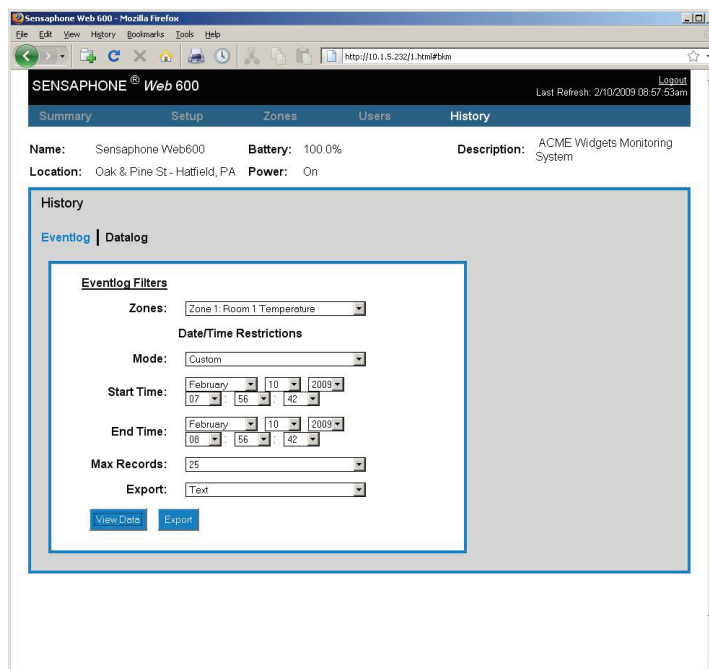 Sensaphone Web 600 - Mozilla Firefox
File Edit View History Bookmarks Tools Help
http://10.1.5.232/1.html#bkm
SENSAPHONE ® Web 600
Logout
Last Refresh: 2/10/2009 08:57:53am
Summary Setup Zones Users History
Name: Sensaphone Web600 Battery: 100.0% Description: ACME Widgets Monitoring
System
Location: Oak & Pine St - Hatfield, PA Power: On
History
Eventlog | Datalog
Eventlog Filters
Zones: Zone 1: Room 1 Temperature
Date/Time Restrictions
Mode: Custom
Start Time: February 10 2009
07 : 56 : 42
End Time: February 10 2009
08 : 56 : 42
Max Records: 25
Export: Text
View Data Export